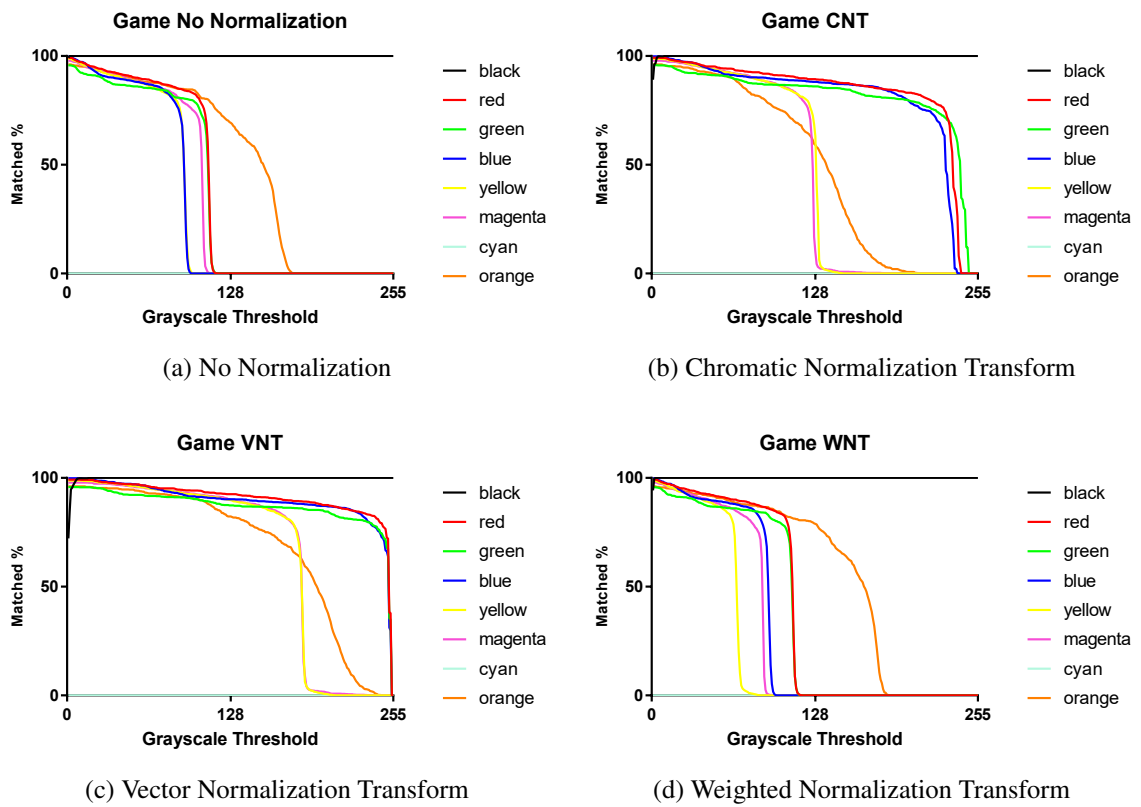 Game No Normalization
100
50
0
0
128
255
Matched %
Grayscale Threshold
black
red
green
blue
yellow
magenta
cyan
orange
(a) No Normalization
Game CNT
100
50
0
0
128
255
Matched %
Grayscale Threshold
black
red
green
blue
yellow
magenta
cyan
orange
(b) Chromatic Normalization Transform
Game VNT
100
50
0
0
128
255
Matched %
Grayscale Threshold
black
red
green
blue
yellow
magenta
cyan
orange
(c) Vector Normalization Transform
Game WNT
100
50
0
0
128
255
Matched %
Grayscale Threshold
black
red
green
blue
yellow
magenta
cyan
orange
(d) Weighted Normalization Transform